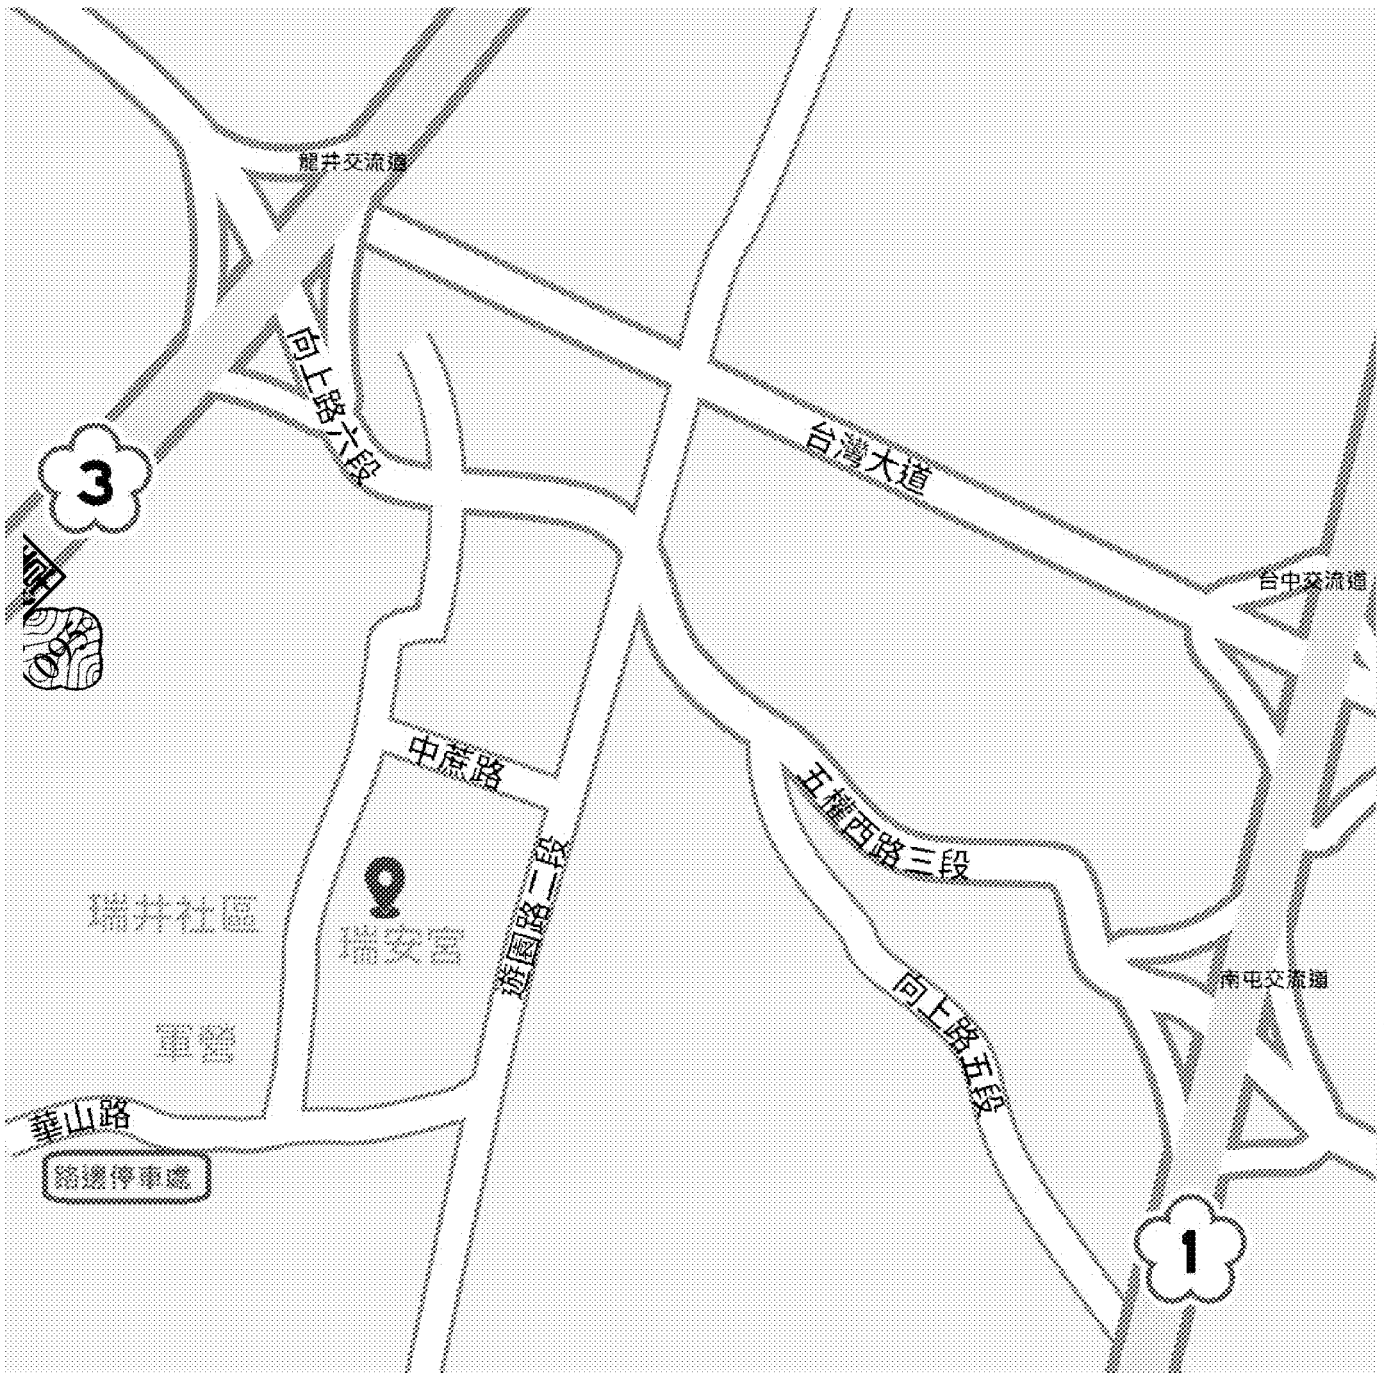 龍井交流道
向上路六段
台灣大道
3
台中交流道
中蔗路
五權西路三段
遊園路二段
瑞井社區
瑞安宮
南屯交流道
向上路五段
軍營
華山路
路邊停車處
1